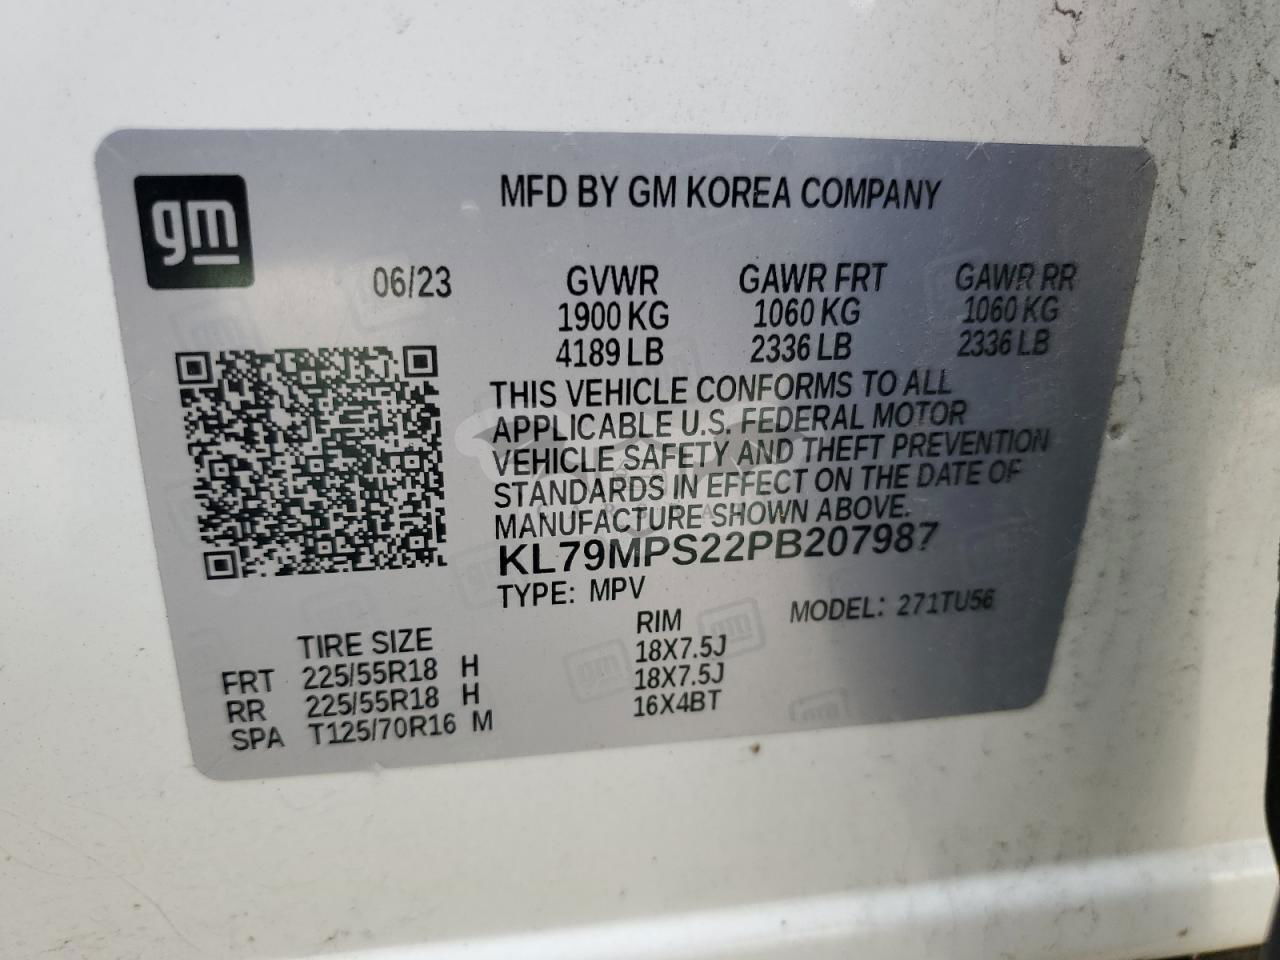 gm
MFD BY GM KOREA COMPANY
06/23 GVWR GAWR FRT GAWR RR
1900 KG 1060 KG 1060 KG
4189 LB 2336 LB 2336 LB
THIS VEHICLE CONFORMS TO ALL
APPLICABLE U.S. FEDERAL MOTOR
VEHICLE SAFETY AND THEFT PREVENTION
STANDARDS IN EFFECT ON THE DATE OF
MANUFACTURE SHOWN ABOVE.
KL79MPS22PB207987
TYPE: MPV MODEL: 271TU56
TIRE SIZE RIM
FRT 225/55R18 H 18X7.5J
RR 225/55R18 H 18X7.5J
SPA T125/70R16 M 16X4BT